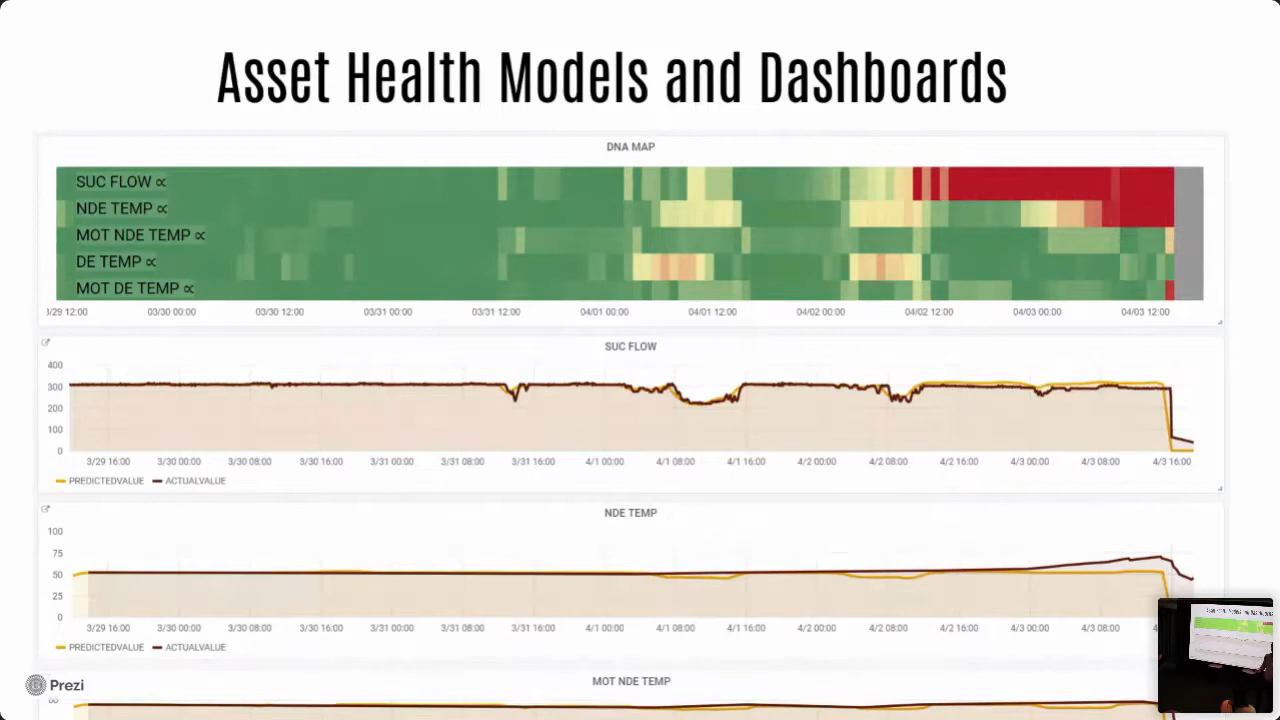 Asset Health Models and Dashboards
DNA MAP
SUC FLOW ∝
NDE TEMP ∝
MOT NDE TEMP ∝
DE TEMP ∝
MOT DE TEMP ∝
3/29 12:00 03/30 00:00 03/30 12:00 03/31 00:00 03/31 12:00 04/01 00:00 04/01 12:00 04/02 00:00 04/02 12:00 04/03 00:00 04/03 12:00
SUC FLOW
400
300
200
100
0
3/29 16:00 3/30 00:00 3/30 08:00 3/30 16:00 3/31 00:00 3/31 08:00 3/31 16:00 4/1 00:00 4/1 08:00 4/1 16:00 4/2 00:00 4/2 08:00 4/2 16:00 4/3 00:00 4/3 08:00 4/3 16:00
PREDICTEDVALUE ACTUALVALUE
NDE TEMP
100
75
50
25
0
3/29 16:00 3/30 00:00 3/30 08:00 3/30 16:00 3/31 00:00 3/31 08:00 3/31 16:00 4/1 00:00 4/1 08:00 4/1 16:00 4/2 00:00 4/2 08:00 4/2 16:00 4/3 00:00 4/3 08:00
PREDICTEDVALUE ACTUALVALUE
MOT NDE TEMP
Prezi